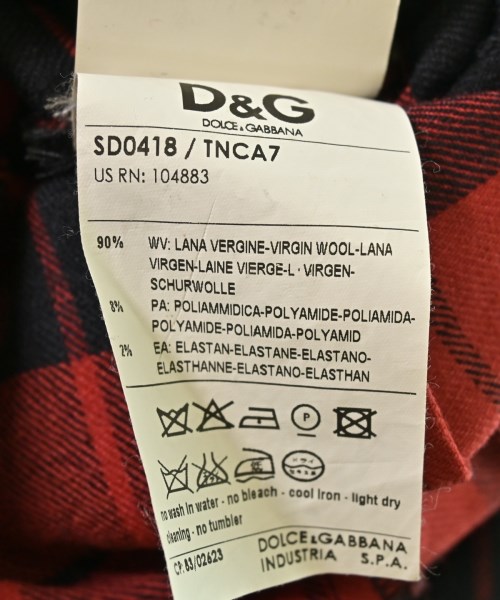 D&G
DOLCE & GABBANA
SD0418 / TNCA7
US RN: 104883
90% WV: LANA VERGINE-VIRGIN WOOL-LANA
VIRGEN-LAINE VIERGE-L·VIRGEN-
SCHURWOLLE
8% PA: POLIAMMIDICA-POLYAMIDE-POLIAMIDA-
POLYAMIDE-POLIAMIDA-POLYAMID
2% EA: ELASTAN-ELASTANE-ELASTANO-
ELASTHANNE-ELASTANO-ELASTHAN
P
no wash in water - no bleach - cool iron - light dry
cleaning - no tumbler
CP: 83/02623
DOLCE & GABBANA
INDUSTRIA S.P.A.